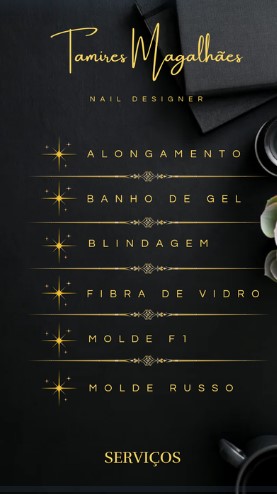 Tamires Magalhães
NAIL DESIGNER
ALONGAMENTO
BANHO DE GEL
BLINDAGEM
FIBRA DE VIDRO
MOLDE F1
MOLDE RUSSO
SERVIÇOS